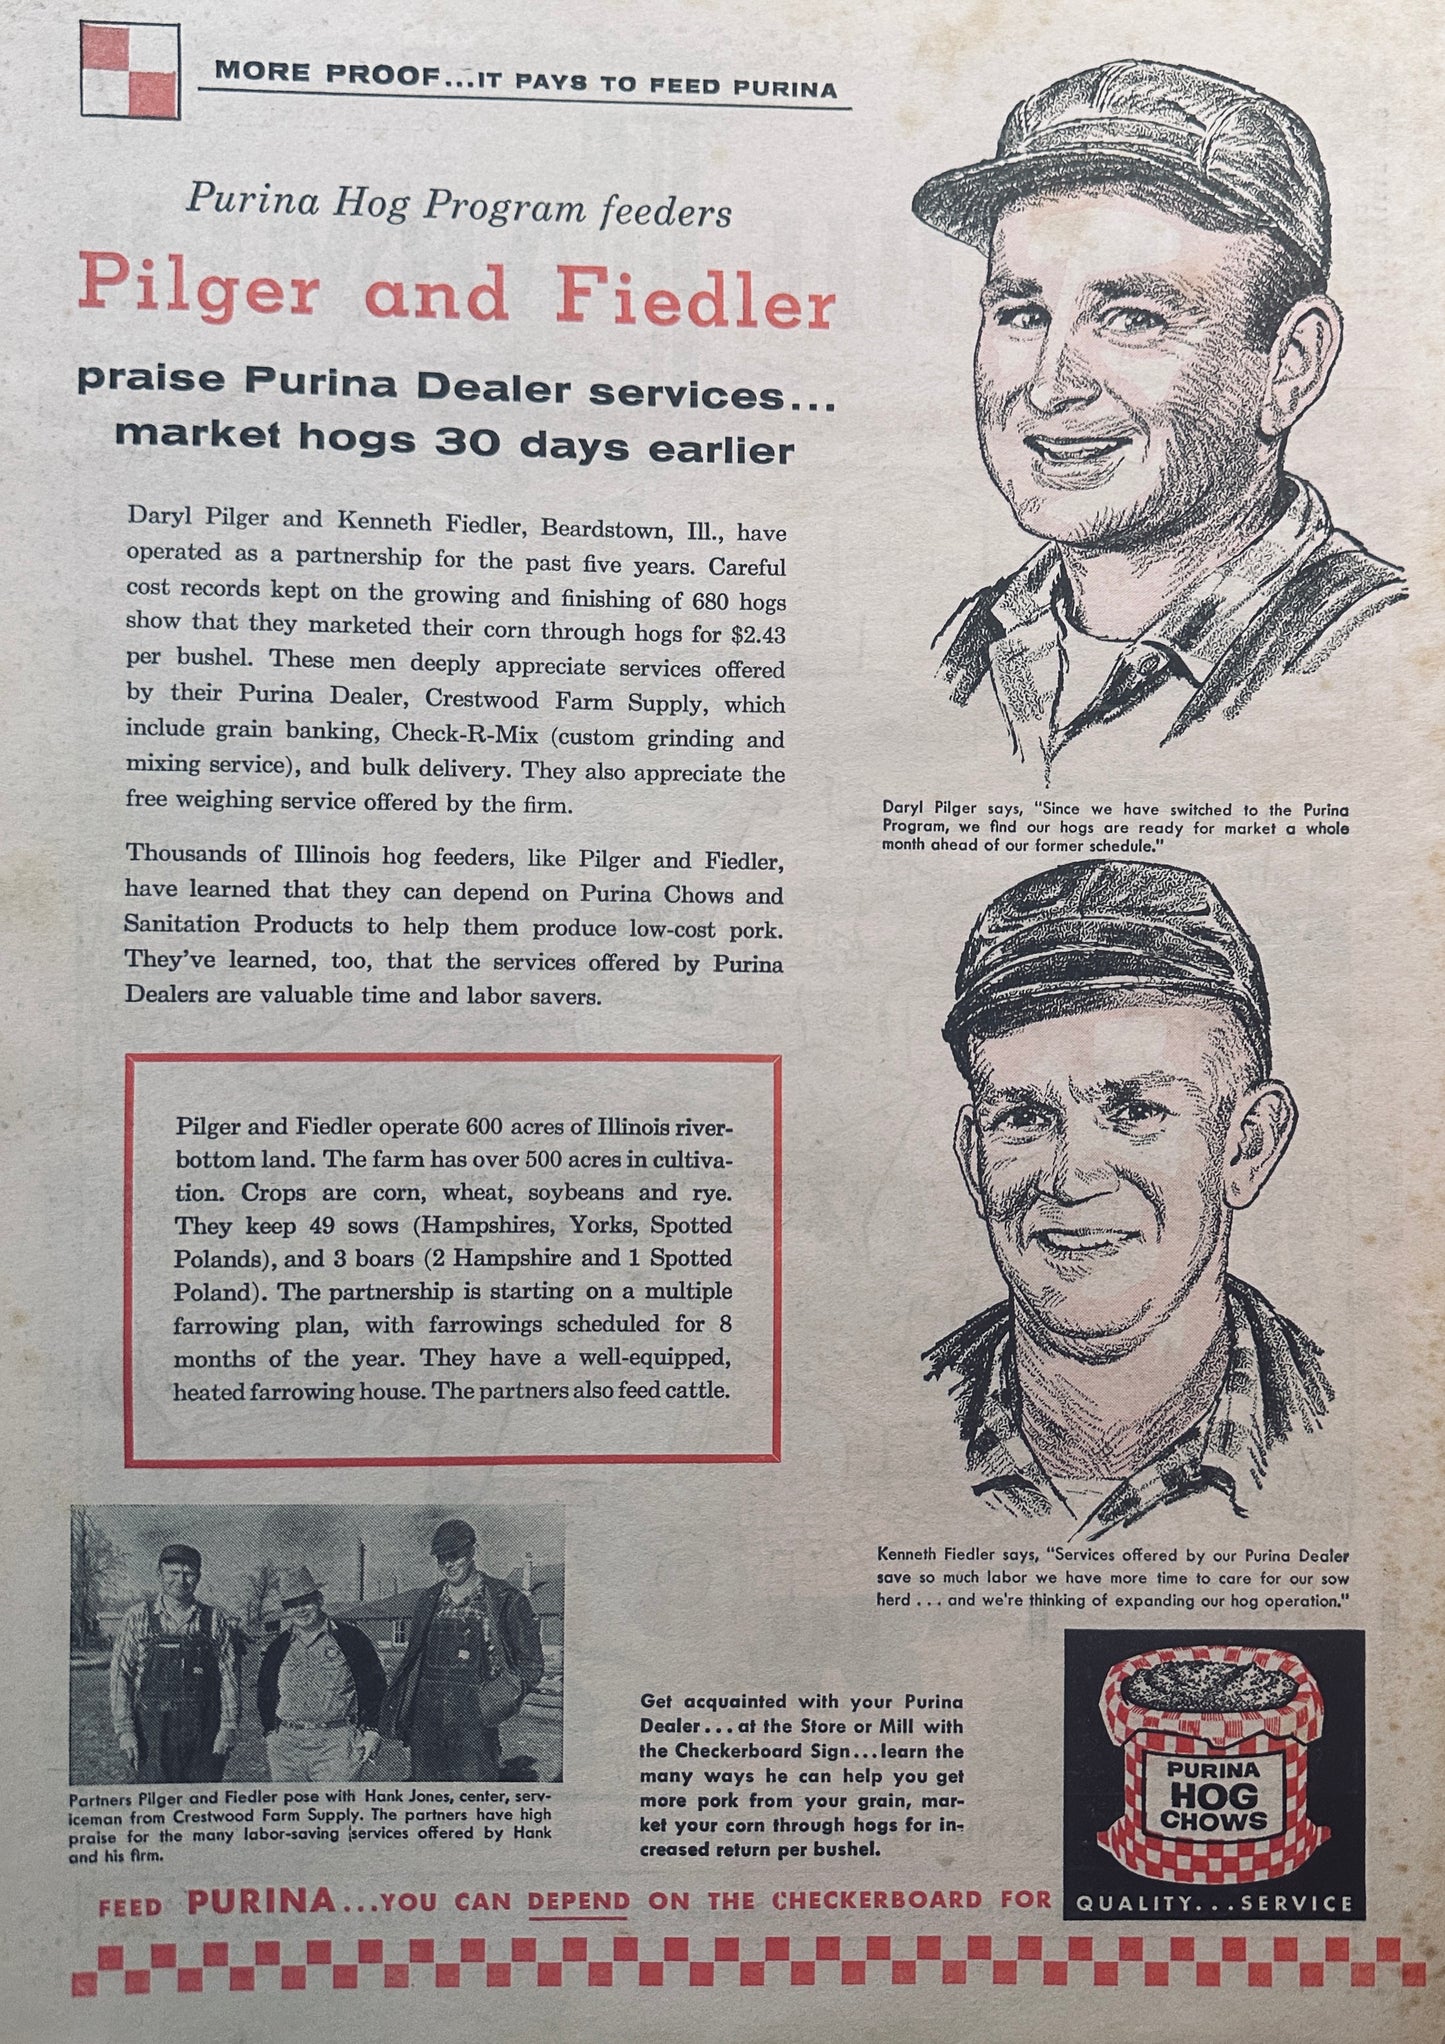 MORE PROOF...IT PAYS TO FEED PURINA
Purina Hog Program feeders
Pilger and Fiedler
praise Purina Dealer services...
market hogs 30 days earlier
Daryl Pilger and Kenneth Fiedler, Beardstown, Ill., have
operated as a partnership for the past five years. Careful
cost records kept on the growing and finishing of 680 hogs
show that they marketed their corn through hogs for $2.43
per bushel. These men deeply appreciate services offered
by their Purina Dealer, Crestwood Farm Supply, which
include grain banking, Check-R-Mix (custom grinding and
mixing service), and bulk delivery. They also appreciate the
free weighing service offered by the firm.
Thousands of Illinois hog feeders, like Pilger and Fiedler,
have learned that they can depend on Purina Chows and
Sanitation Products to help them produce low-cost pork.
They've learned, too, that the services offered by Purina
Dealers are valuable time and labor savers.
Pilger and Fiedler operate 600 acres of Illinois river-
bottom land. The farm has over 500 acres in cultiva-
tion. Crops are corn, wheat, soybeans and rye.
They keep 49 sows (Hampshires, Yorks, Spotted
Polands), and 3 boars (2 Hampshire and 1 Spotted
Poland). The partnership is starting on a multiple
farrowing plan, with farrowings scheduled for 8
months of the year. They have a well-equipped,
heated farrowing house. The partners also feed cattle.
Daryl Pilger says, "Since we have switched to the Purina
Program, we find our hogs are ready for market a whole
month ahead of our former schedule."
Kenneth Fiedler says, "Services offered by our Purina Dealer
save so much labor we have more time to care for our sow
herd ... and we're thinking of expanding our hog operation."
Partners Pilger and Fiedler pose with Hank Jones, center, serv-
iceman from Crestwood Farm Supply. The partners have high
praise for the many labor-saving services offered by Hank
and his firm.
Get acquainted with your Purina
Dealer...at the Store or Mill with
the Checkerboard Sign...learn the
many ways he can help you get
more pork from your grain, mar-
ket your corn through hogs for in-
creased return per bushel.
PURINA
HOG
CHOWS
FEED PURINA...YOU CAN DEPEND ON THE CHECKERBOARD FOR QUALITY...SERVICE